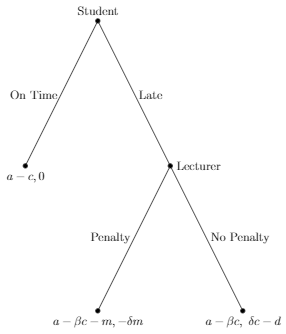 Student
On Time
Late
a − c, 0
Lecturer
Penalty
No Penalty
a − βc − m, −δm
a − βc, δc − d